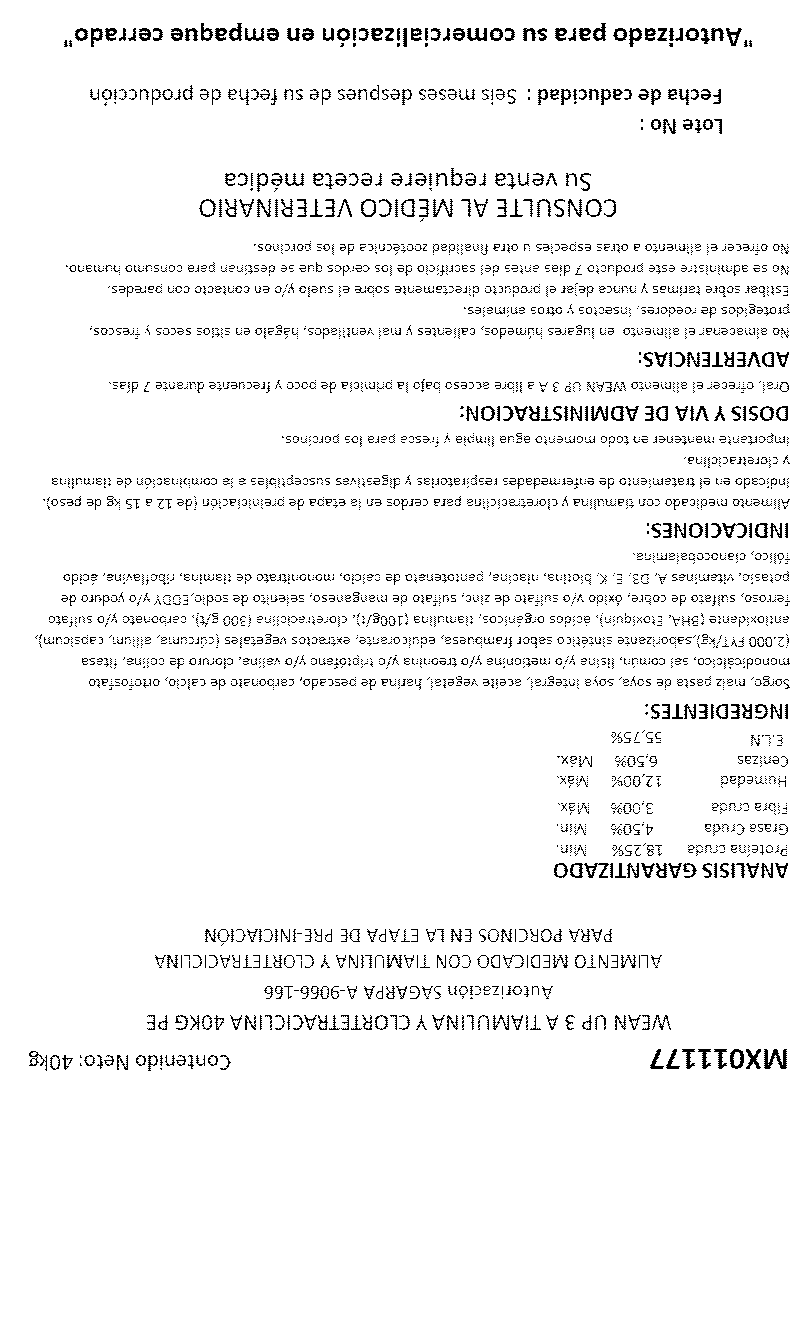 MX011177 Contenido Neto: 40kg
WEAN UP 3 A TIAMULINA Y CLORTETRACICLINA 40KG PE
Autorización SAGARPA A-9066-166
ALIMENTO MEDICADO CON TIAMULINA Y CLORTETRACICLINA
PARA PORCINOS EN LA ETAPA DE PRE-INICIACIÓN
ANALISIS GARANTIZADO
Proteína cruda 18,25% Min.
Grasa Cruda 4,50% Min.
Fibra cruda 3,00% Máx.
Humedad 12,00% Máx.
Cenizas 6,50% Máx.
E.L.N 55,75%
INGREDIENTES:
Sorgo, maíz pasta de soya, soya integral, aceite vegetal, harina de pescado, carbonato de calcio, ortofosfato
monodicálcico, sal común, lisina y/o metionina y/o treonina y/o triptófano y/o valina, cloruro de colina, fitasa
(2.000 FYT/kg),saborizante sintético sabor frambuesa, edulcorante, extractos vegetales (cúrcuma, allium, capsicum),
antioxidante (BHA, Etoxiquin), ácidos orgánicos, tiamulina (100g/t), cloretraciclina (300 g/t), carbonato y/o sulfato
ferroso, sulfato de cobre, óxido y/o sulfato de zinc, sulfato de manganeso, selenito de sodio,EDDY y/o yoduro de
potasio, vitaminas A, D3, E, K, biotina, niacina, pantotenato de calcio, mononitrato de tiamina, riboflavina, ácido
fólico, cianocobalamina.
INDICACIONES:
Alimento medicado con tiamulina y cloretraciclina para cerdos en la etapa de preiniciación (de 12 a 15 kg de peso).
Indicado en el tratamiento de enfermedades respiratorias y digestivas susceptibles a la combinación de tiamulina
y cloretraciclina.
Importante mantener en todo momento agua limpia y fresca para los porcinos.
DOSIS Y VIA DE ADMINISTRACION:
Oral, ofrecer el alimento WEAN UP 3 A a libre acceso bajo la primicia de poco y frecuente durante 7 días.
ADVERTENCIAS:
No almacenar el alimento en lugares húmedos, calientes y mal ventilados, hágalo en sitios secos y frescos,
protegidos de roedores, insectos y otros animales.
Estibar sobre tarimas y nunca dejar el producto directamente sobre el suelo y/o en contacto con paredes.
No se administre este producto 7 días antes del sacrificio de los cerdos que se destinan para consumo humano.
No ofrecer el alimento a otras especies u otra finalidad zootécnica de los porcinos.
CONSULTE AL MÉDICO VETERINARIO
Su venta requiere receta médica
Lote No :
Fecha de caducidad : Seis meses despues de su fecha de producción
"Autorizado para su comercialización en empaque cerrado"